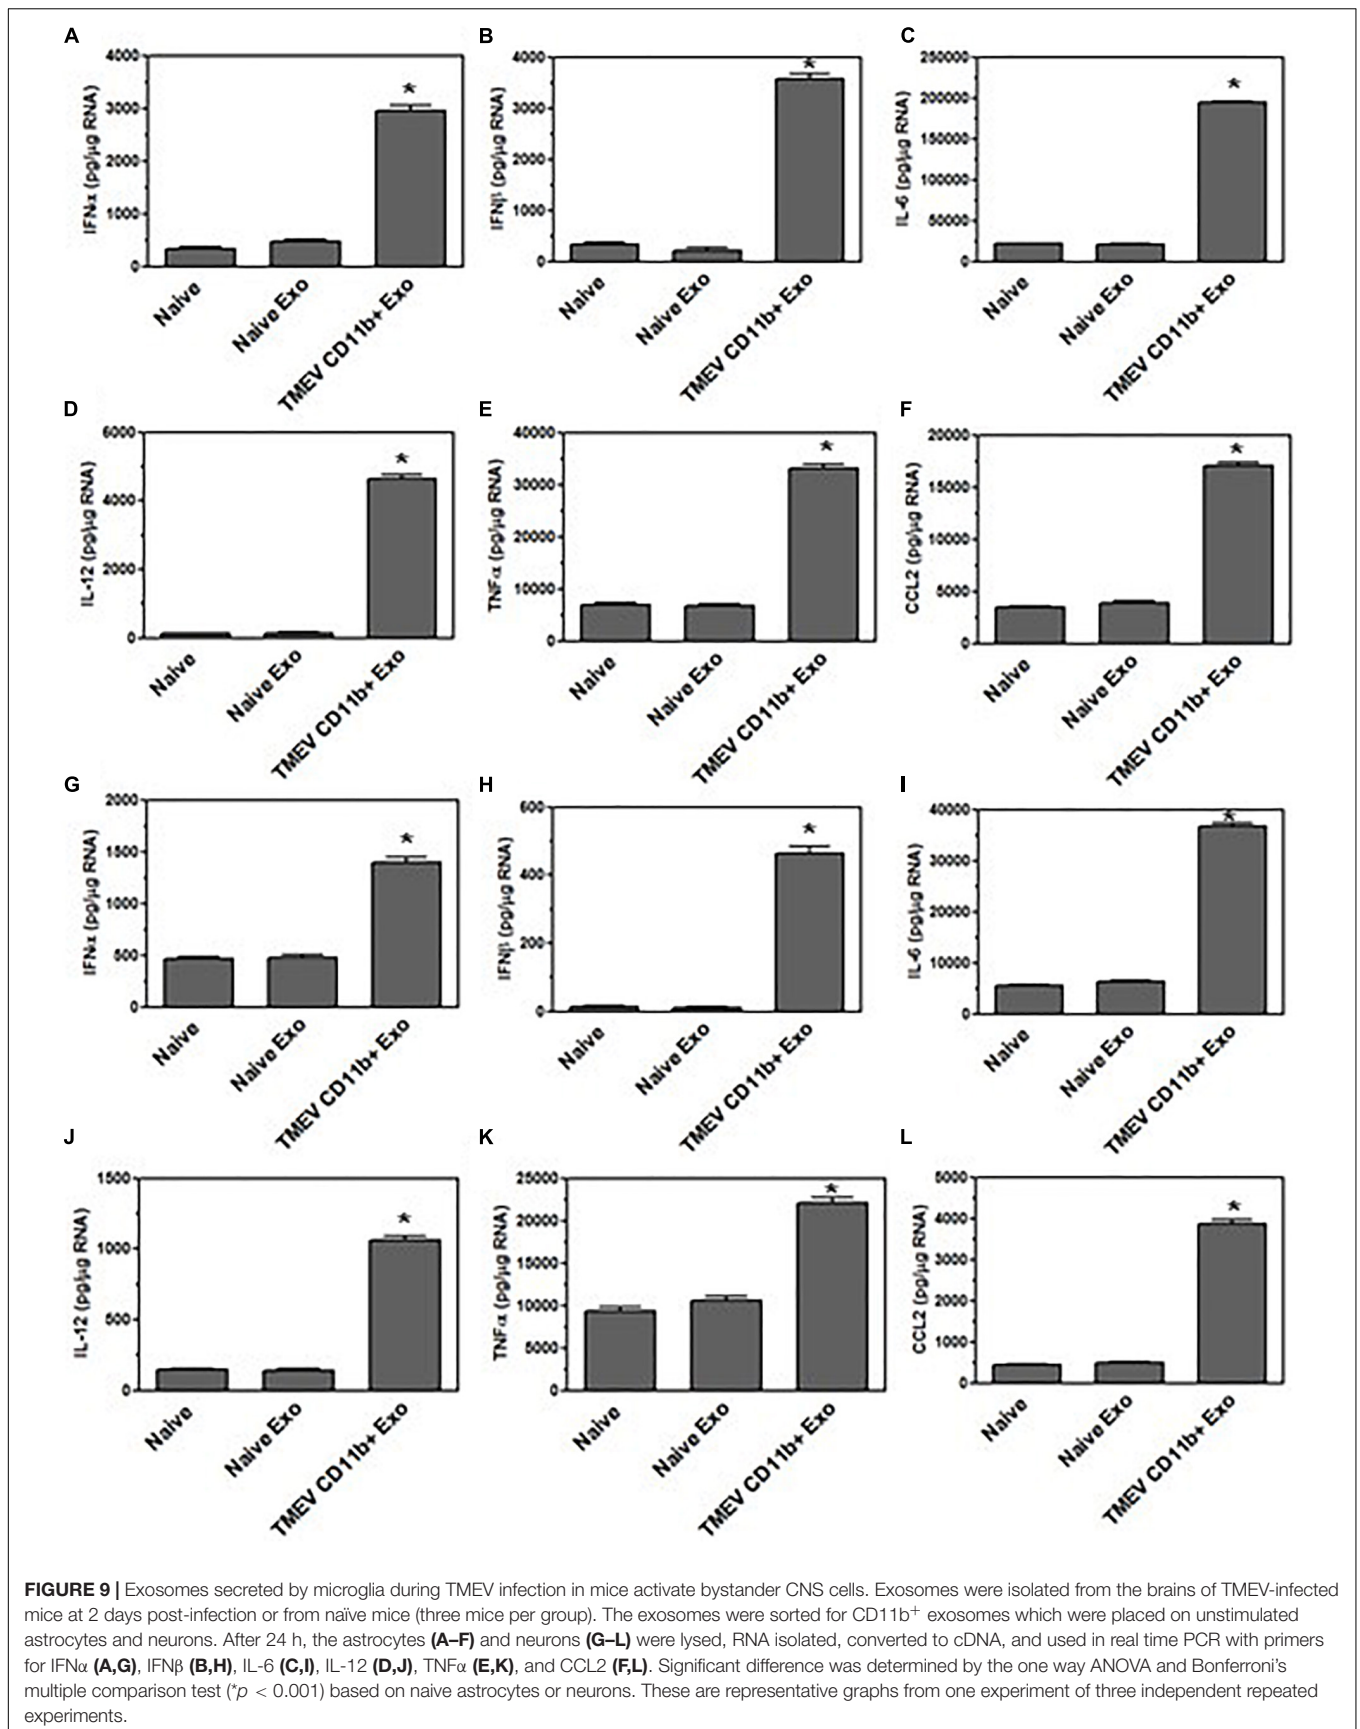 A
IFNα (pg/μg RNA)
4000
3000
2000
1000
0
Naive
Naive Exo
TMEV CD11b+ Exo
*
B
IFNβ (pg/μg RNA)
4000
3000
2000
1000
0
Naive
Naive Exo
TMEV CD11b+ Exo
*
C
IL-6 (pg/μg RNA)
250000
200000
150000
100000
50000
0
Naive
Naive Exo
TMEV CD11b+ Exo
*
D
IL-12 (pg/μg RNA)
6000
4000
2000
0
Naive
Naive Exo
TMEV CD11b+ Exo
*
E
TNFα (pg/μg RNA)
40000
30000
20000
10000
0
Naive
Naive Exo
TMEV CD11b+ Exo
*
F
CCL2 (pg/μg RNA)
20000
15000
10000
5000
0
Naive
Naive Exo
TMEV CD11b+ Exo
*
G
IFNα (pg/μg RNA)
2000
1500
1000
500
0
Naive
Naive Exo
TMEV CD11b+ Exo
*
H
IFNβ (pg/μg RNA)
600
400
200
0
Naive
Naive Exo
TMEV CD11b+ Exo
*
I
IL-6 (pg/μg RNA)
40000
30000
20000
10000
0
Naive
Naive Exo
TMEV CD11b+ Exo
*
J
IL-12 (pg/μg RNA)
1500
1000
500
0
Naive
Naive Exo
TMEV CD11b+ Exo
*
K
TNFα (pg/μg RNA)
25000
20000
15000
10000
5000
0
Naive
Naive Exo
TMEV CD11b+ Exo
*
L
CCL2 (pg/μg RNA)
5000
4000
3000
2000
1000
0
Naive
Naive Exo
TMEV CD11b+ Exo
*
FIGURE 9 | Exosomes secreted by microglia during TMEV infection in mice activate bystander CNS cells. Exosomes were isolated from the brains of TMEV-infected
mice at 2 days post-infection or from naïve mice (three mice per group). The exosomes were sorted for CD11b⁺ exosomes which were placed on unstimulated
astrocytes and neurons. After 24 h, the astrocytes (A–F) and neurons (G–L) were lysed, RNA isolated, converted to cDNA, and used in real time PCR with primers
for IFNα (A,G), IFNβ (B,H), IL-6 (C,I), IL-12 (D,J), TNFα (E,K), and CCL2 (F,L). Significant difference was determined by the one way ANOVA and Bonferroni's
multiple comparison test (*p < 0.001) based on naive astrocytes or neurons. These are representative graphs from one experiment of three independent repeated
experiments.